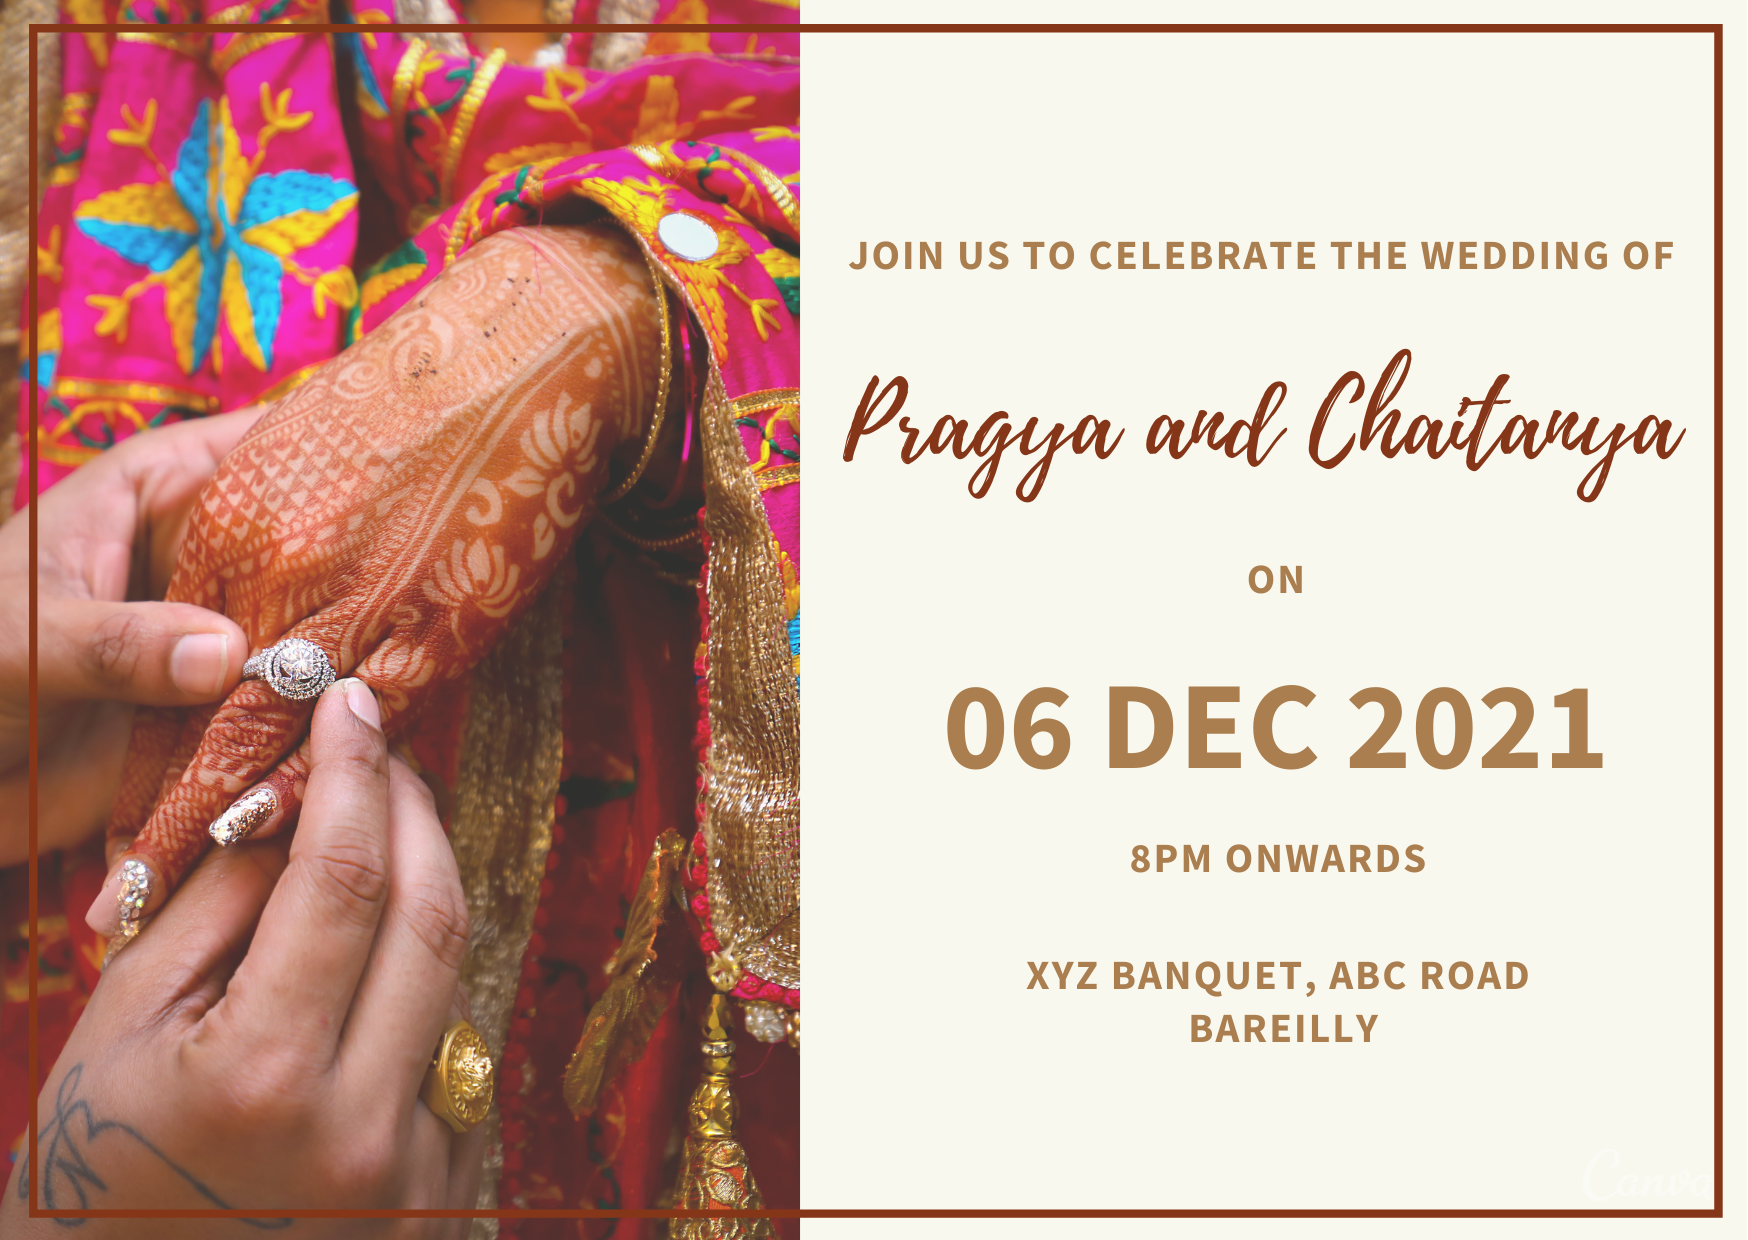 JOIN US TO CELEBRATE THE WEDDING OF
Pragya and Chaitanya
ON
06 DEC 2021
8PM ONWARDS
XYZ BANQUET, ABC ROAD
BAREILLY
Canva